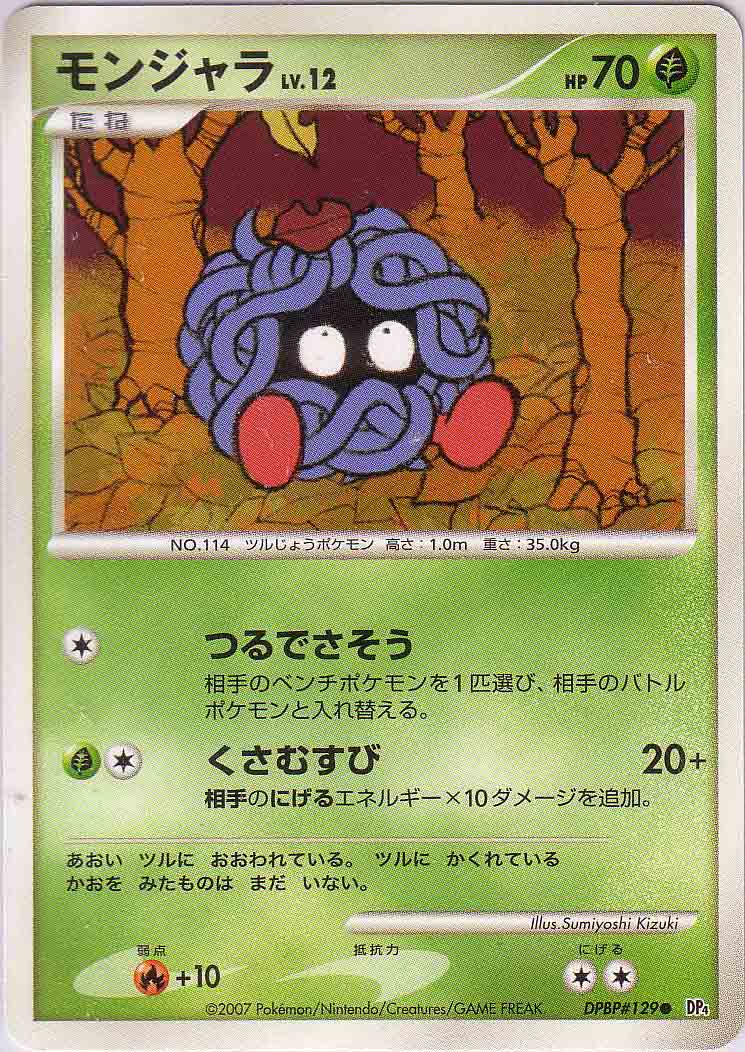 モンジャラ LV.12 HP 70
たね
NO.114 ツルじょうポケモン 高さ:1.0m 重さ:35.0kg
つるでさそう
相手のベンチポケモンを1匹選び、相手のバトル
ポケモンと入れ替える。
くさむすび 20+
相手のにげるエネルギー×10ダメージを追加。
あおい ツルに おおわれている。 ツルに かくれている
かおを みたものは まだ いない。
Illus.Sumiyoshi Kizuki
弱点 抵抗力 にげる
+10
©2007 Pokémon/Nintendo/Creatures/GAME FREAK. DPBP#129● DP4